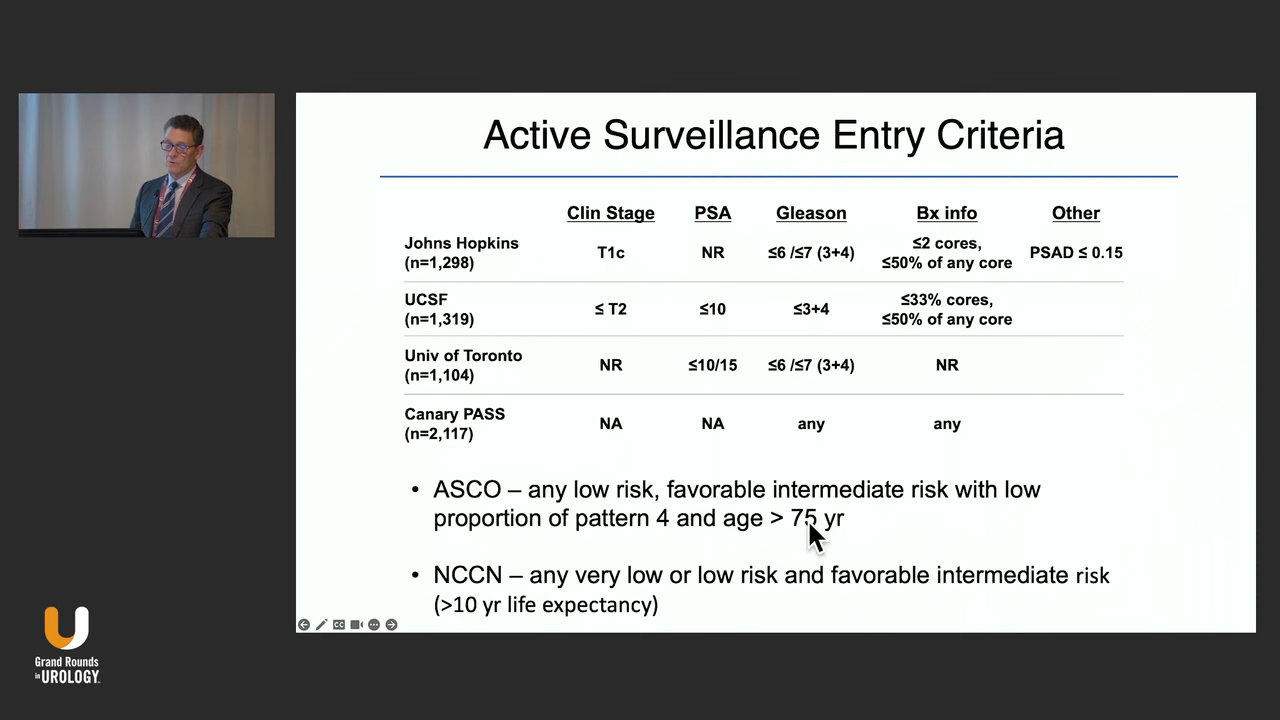 Active Surveillance Entry Criteria
Clin Stage PSA Gleason Bx info Other
Johns Hopkins
(n=1,298)
T1c NR ≤6 /≤7 (3+4)
≤2 cores,
≤50% of any core
PSAD ≤ 0.15
UCSF
(n=1,319)
≤ T2 ≤10 ≤3+4
≤33% cores,
≤50% of any core
Univ of Toronto
(n=1,104)
NR ≤10/15 ≤6 /≤7 (3+4) NR
Canary PASS
(n=2,117)
NA NA any any
• ASCO – any low risk, favorable intermediate risk with low
proportion of pattern 4 and age > 75 yr
• NCCN – any very low or low risk and favorable intermediate risk
(>10 yr life expectancy)
Grand Rounds
in UROLOGY